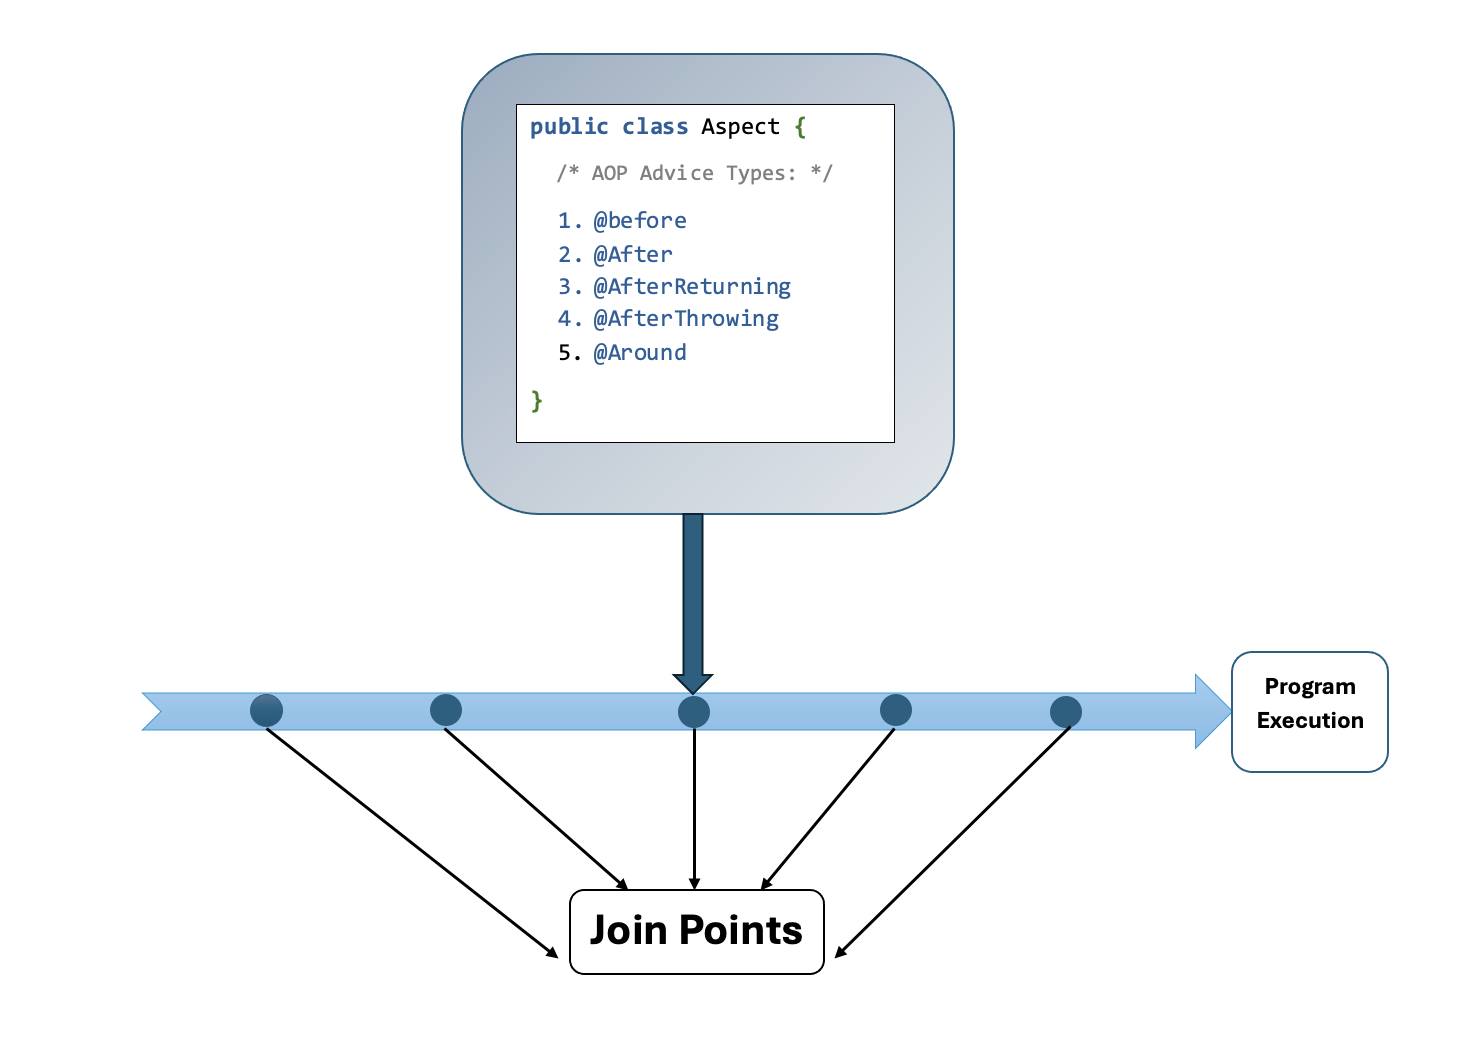 public class Aspect {
/* AOP Advice Types: */
1. @before
2. @After
3. @AfterReturning
4. @AfterThrowing
5. @Around
}
Program
Execution
Join Points